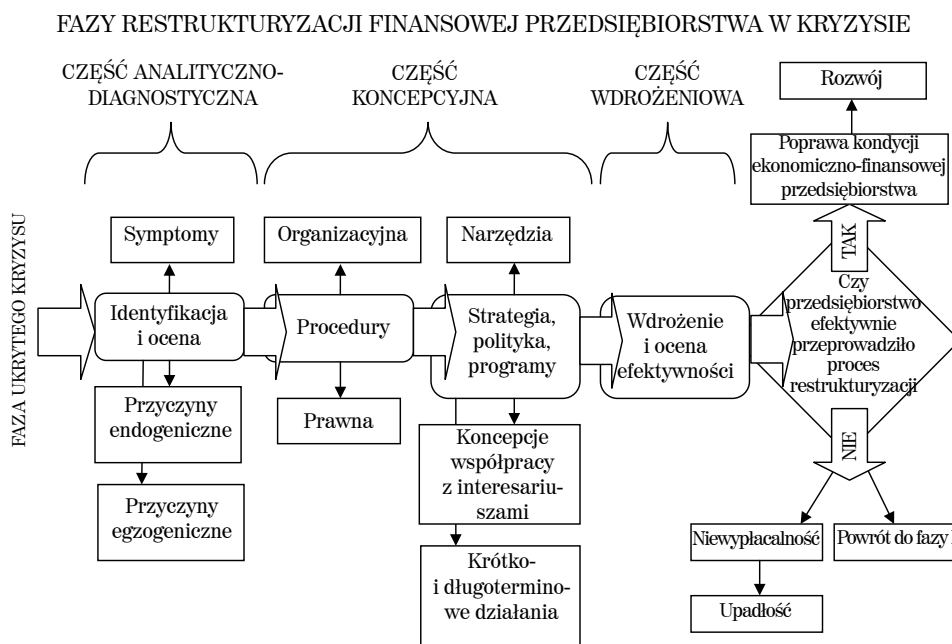 FAZY RESTRUKTURYZACJI FINANSOWEJ PRZEDSIĘBIORSTWA W KRYZYSIE
CZĘŚĆ ANALITYCZNO-
DIAGNOSTYCZNA
CZĘŚĆ
KONCEPCYJNA
CZĘŚĆ
WDROŻENIOWA
Rozwój
Poprawa kondycji
ekonomiczno-finansowej
przedsiębiorstwa
FAZA UKRYTEGO KRYZYSU
Symptomy
Organizacyjna
Narzędzia
TAK
Identyfikacja
i ocena
Procedury
Strategia,
polityka,
programy
Wdrożenie
i ocena
efektywności
Czy
przedsiębiorstwo
efektywnie
przeprowadziło
proces
restrukturyzacji
Przyczyny
endogeniczne
Prawna
Koncepcje
współpracy
z interesariu-
szami
NIE
Przyczyny
egzogeniczne
Niewypłacalność
Powrót do fazy
Krótko-
i długotermino-
we działania
Upadłość